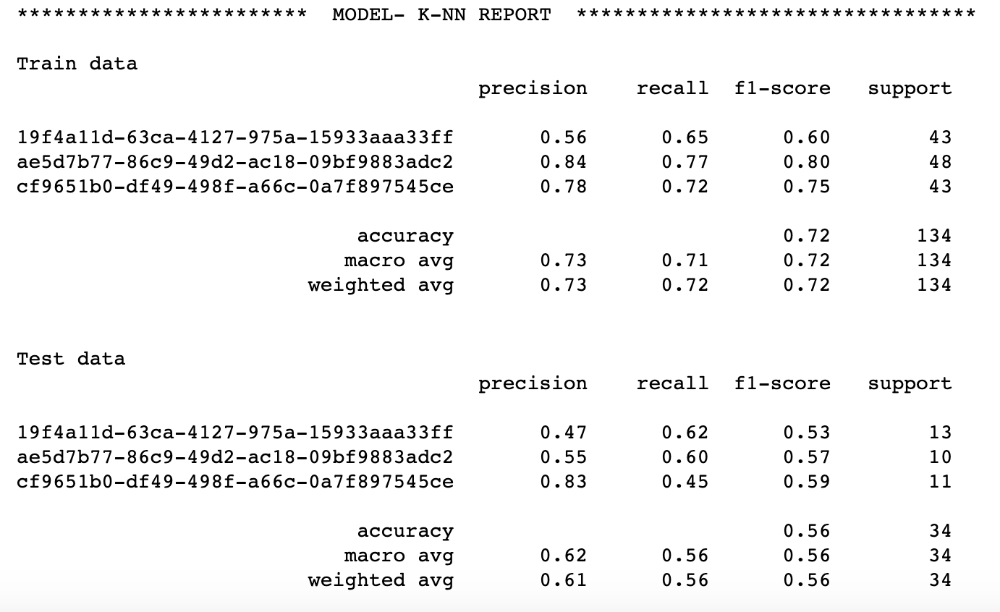 ************************ MODEL- K-NN REPORT *********************************
Train data
precision recall f1-score support
19f4a11d-63ca-4127-975a-15933aaa33ff 0.56 0.65 0.60 43
ae5d7b77-86c9-49d2-ac18-09bf9883adc2 0.84 0.77 0.80 48
cf9651b0-df49-498f-a66c-0a7f897545ce 0.78 0.72 0.75 43
accuracy 0.72 134
macro avg 0.73 0.71 0.72 134
weighted avg 0.73 0.72 0.72 134
Test data
precision recall f1-score support
19f4a11d-63ca-4127-975a-15933aaa33ff 0.47 0.62 0.53 13
ae5d7b77-86c9-49d2-ac18-09bf9883adc2 0.55 0.60 0.57 10
cf9651b0-df49-498f-a66c-0a7f897545ce 0.83 0.45 0.59 11
accuracy 0.56 34
macro avg 0.62 0.56 0.56 34
weighted avg 0.61 0.56 0.56 34